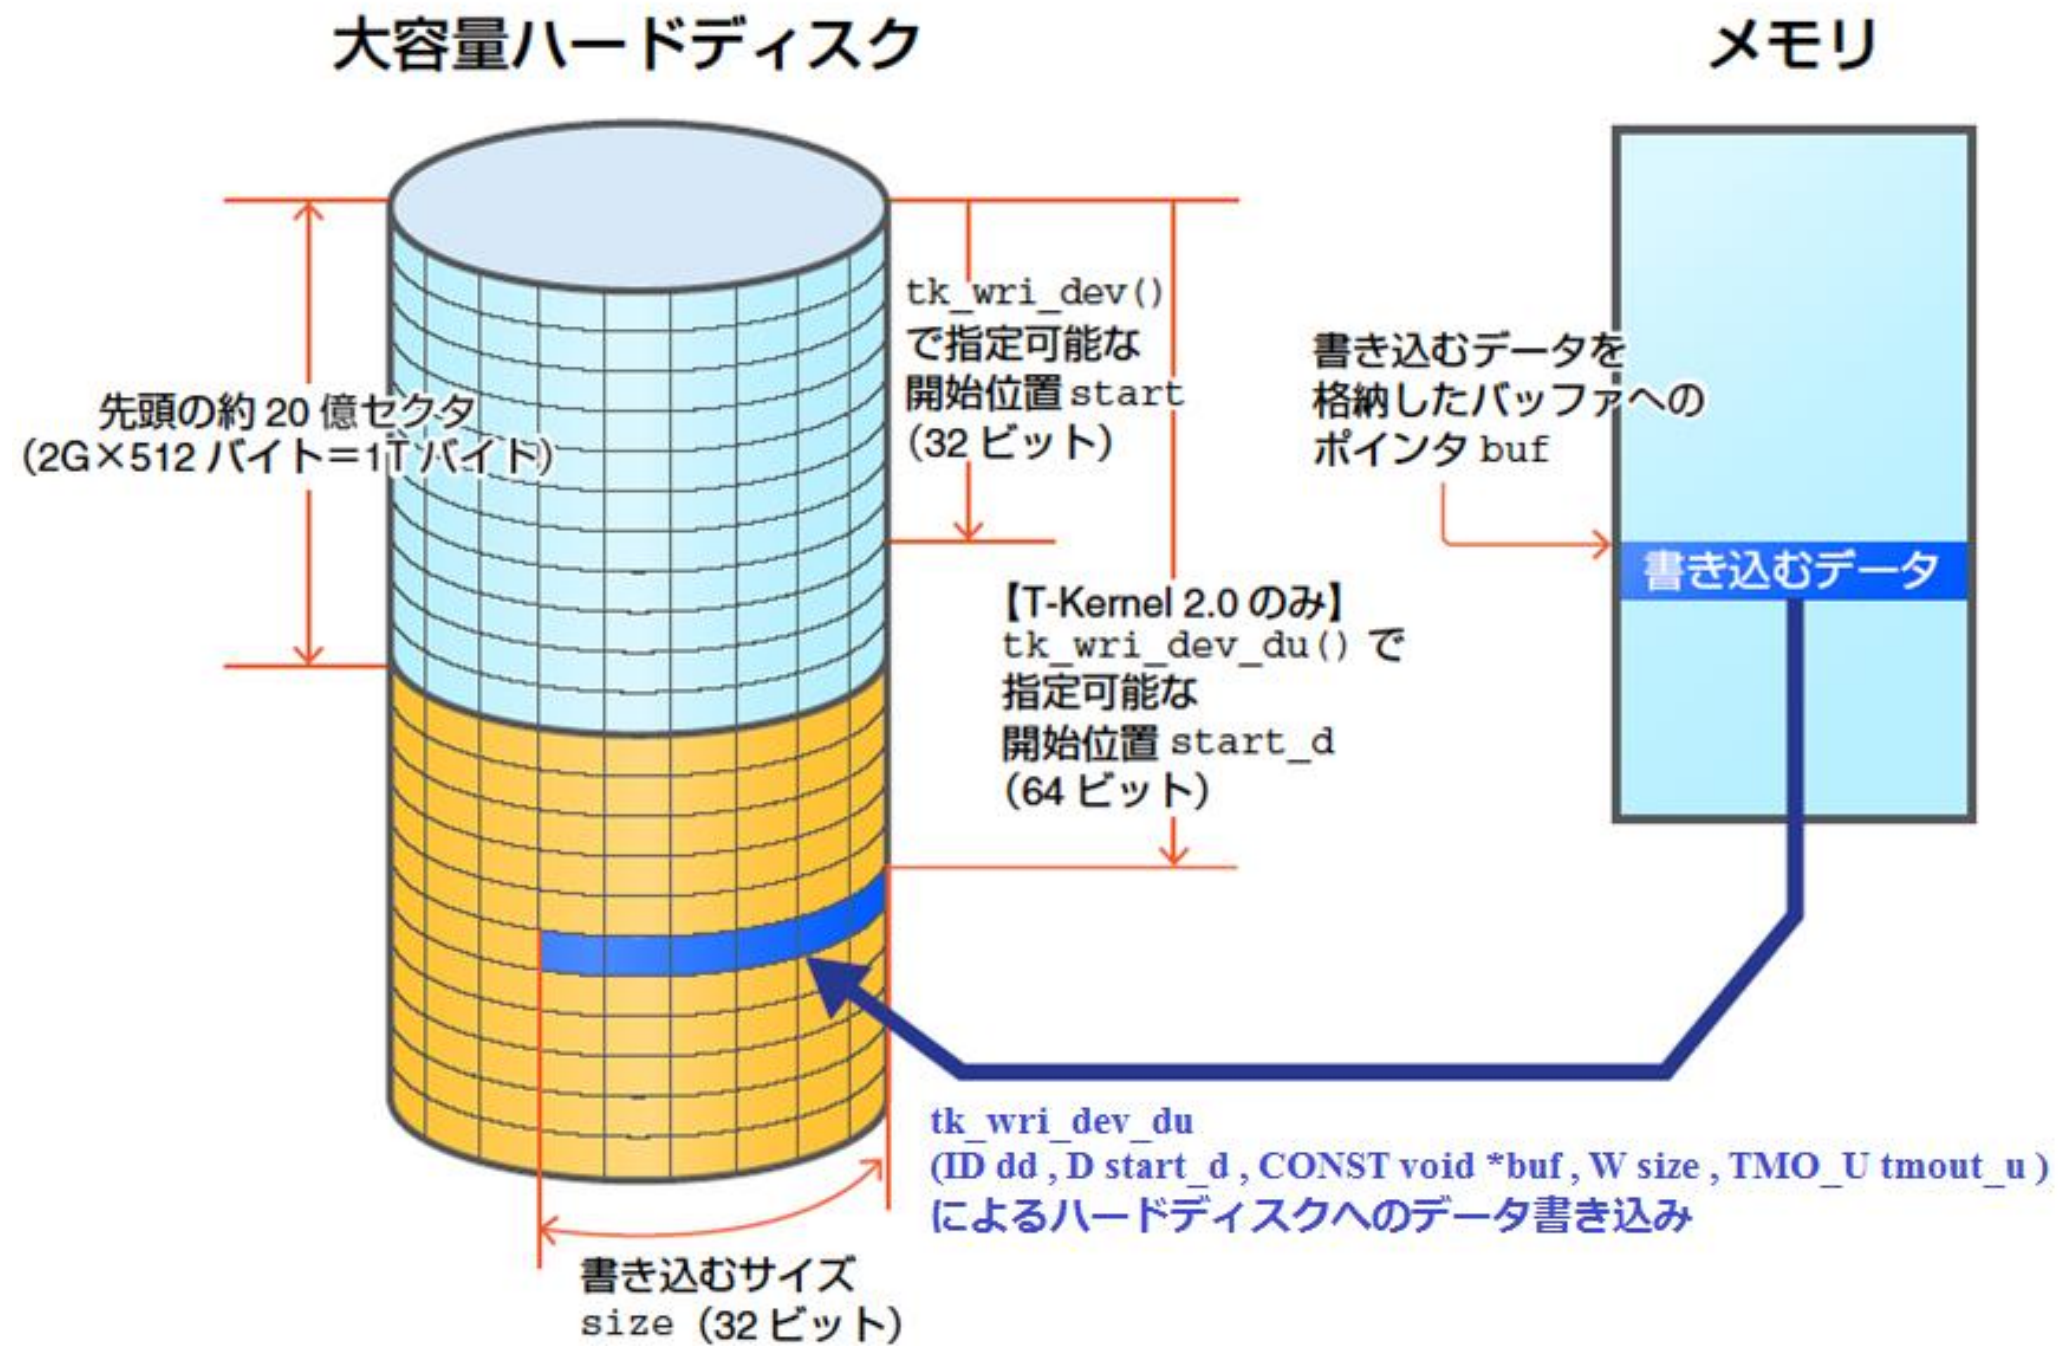 大容量ハードディスク
メモリ
tk_wri_dev()
で指定可能な
開始位置 start
(32 ビット)
先頭の約 20 億セクタ
(2G×512 バイト=1T バイト)
書き込むデータを
格納したバッファへの
ポインタ buf
書き込むデータ
【T-Kernel 2.0 のみ】
tk_wri_dev_du() で
指定可能な
開始位置 start_d
(64 ビット)
tk_wri_dev_du
(ID dd , D start_d , CONST void *buf , W size , TMO_U tmout_u )
によるハードディスクへのデータ書き込み
書き込むサイズ
size (32 ビット)